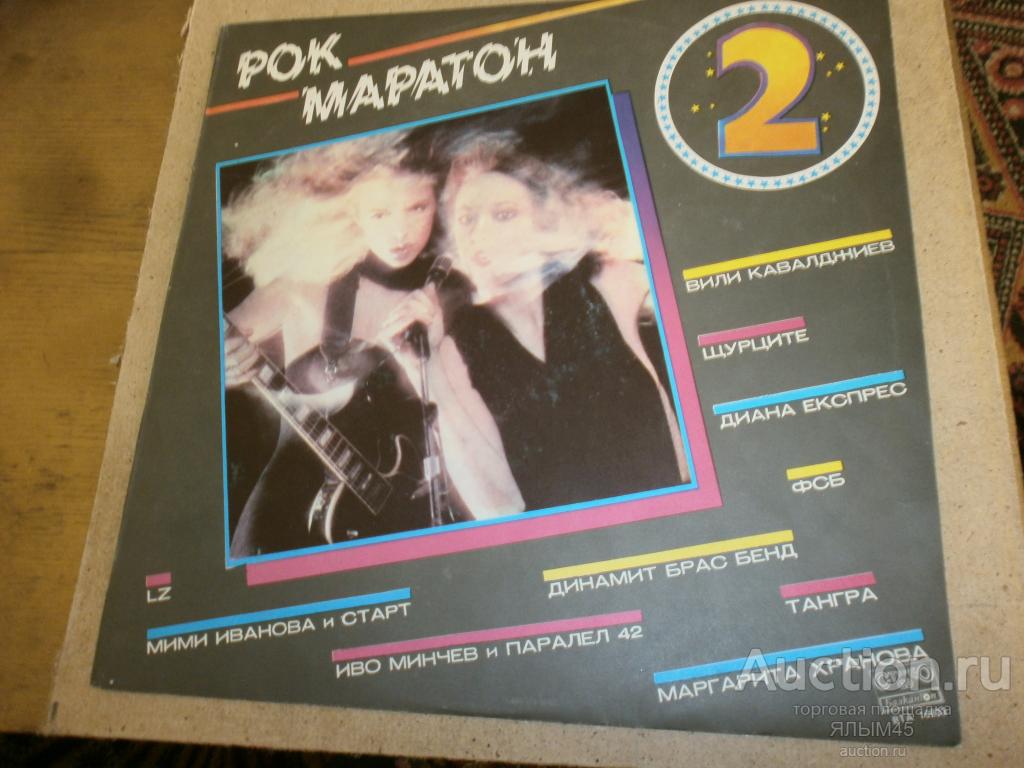 РОК
МАРАТОН
2
ВИЛИ КАВАЛДЖИЕВ
ЩУРЦИТЕ
ДИАНА ЕКСПРЕС
ФСБ
ДИНАМИТ БРАС БЕНД
LZ
ТАНГРА
МИМИ ИВАНОВА и СТАРТ
ИВО МИНЧЕВ и ПАРАЛЕЛ 42
МАРГАРИТА ХРАНОВА
Balkanton
Auction.ru
торговая площадка
ЯЛЫМ45
auction.ru